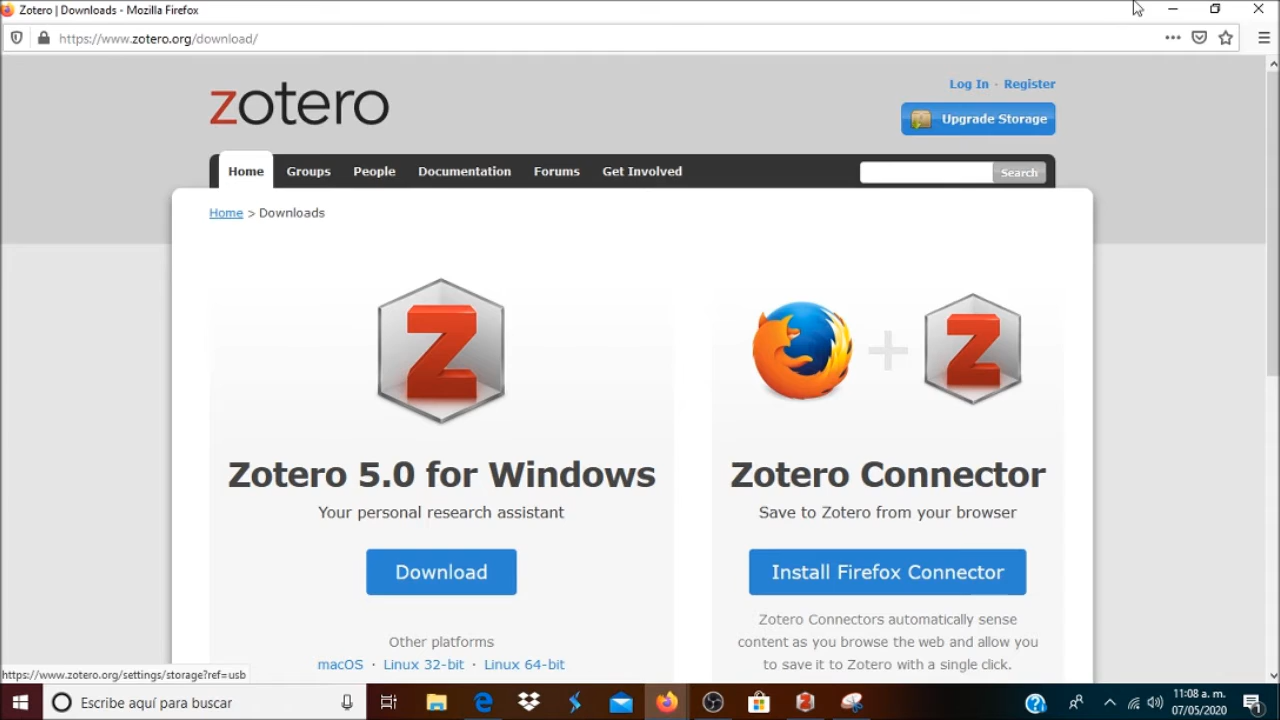 Zotero | Downloads - Mozilla Firefox
https://www.zotero.org/download/
zotero
Log In · Register
Upgrade Storage
Home Groups People Documentation Forums Get Involved Search
Home > Downloads
Z
Z
Zotero 5.0 for Windows
Your personal research assistant
Download
Other platforms
macOS · Linux 32-bit · Linux 64-bit
Zotero Connector
Save to Zotero from your browser
Install Firefox Connector
Zotero Connectors automatically sense
content as you browse the web and allow you
to save it to Zotero with a single click.
https://www.zotero.org/settings/storage?ref=usb
Escribe aquí para buscar
11:08 a. m.
07/05/2020
1